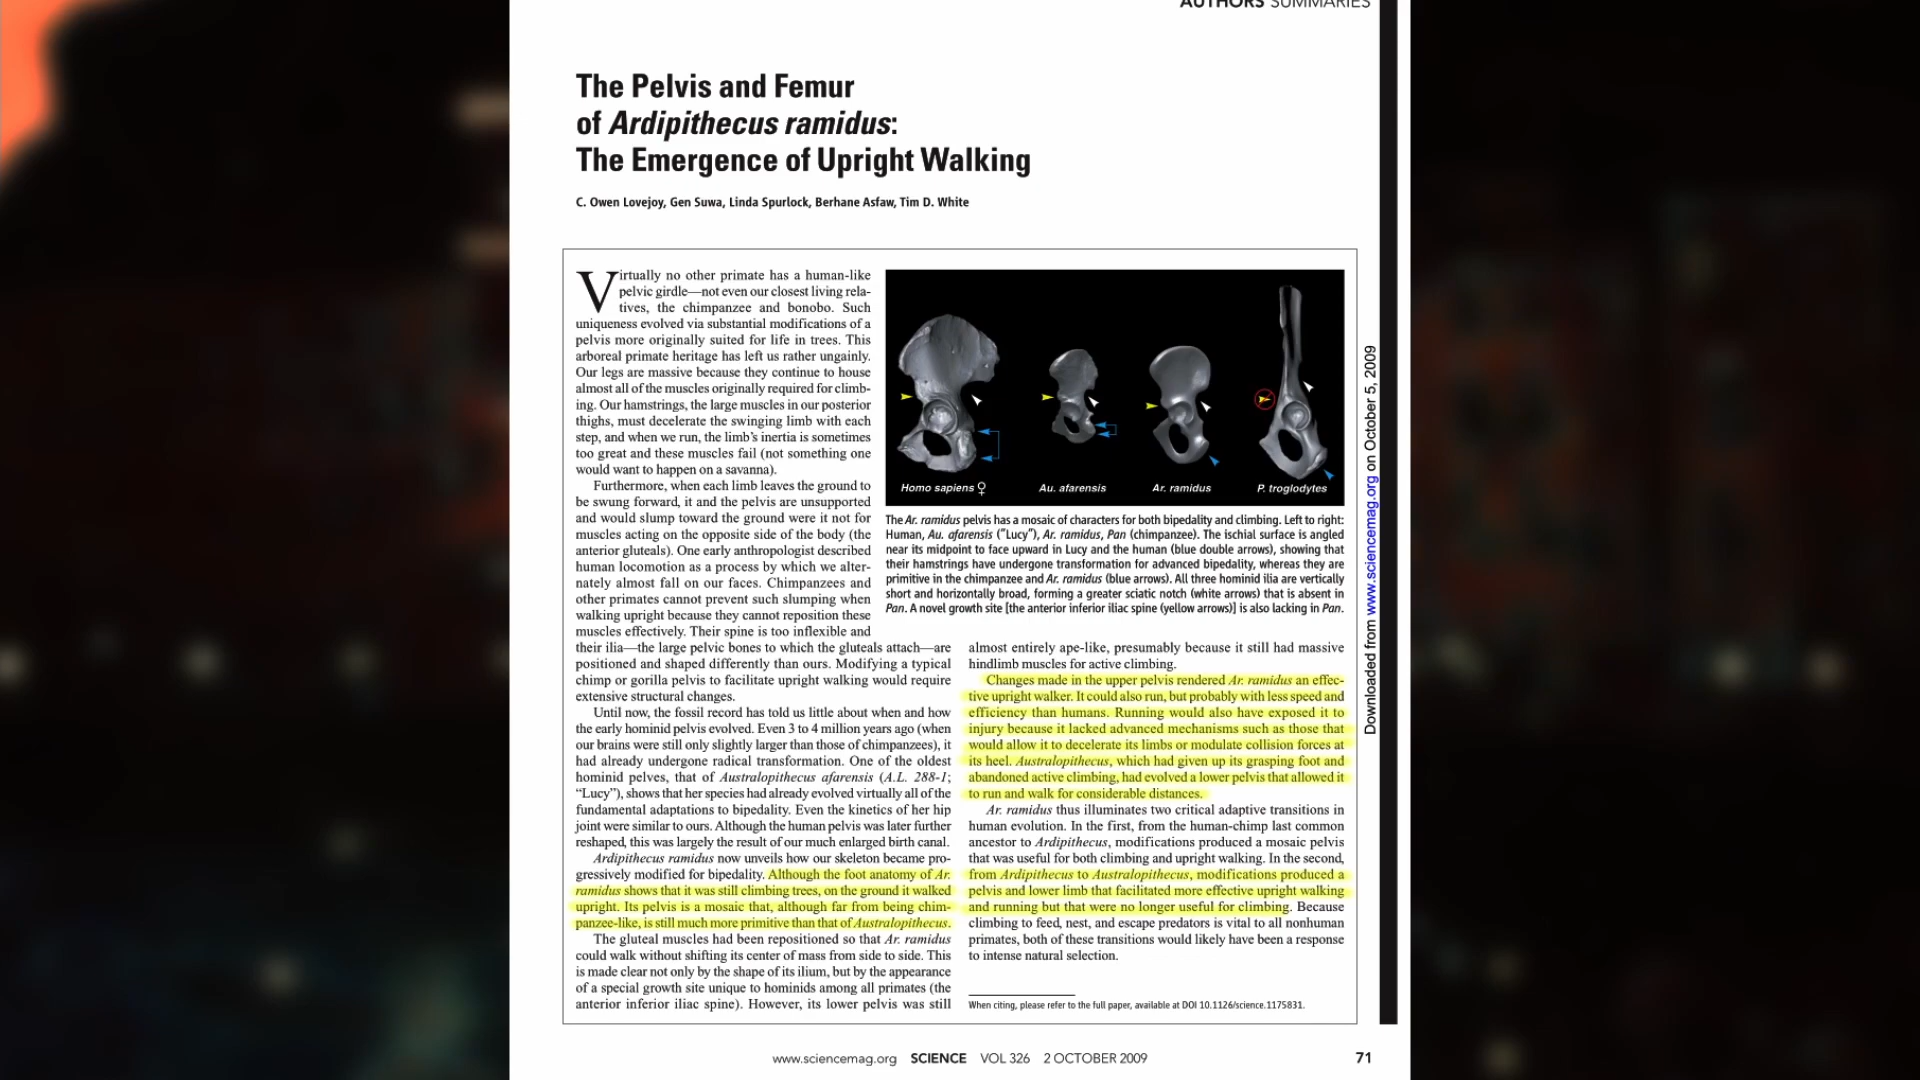 AUTHORS' SUMMARIES
The Pelvis and Femur
of Ardipithecus ramidus:
The Emergence of Upright Walking
C. Owen Lovejoy, Gen Suwa, Linda Spurlock, Berhane Asfaw, Tim D. White
Virtually no other primate has a human-like
pelvic girdle—not even our closest living rela-
tives, the chimpanzee and bonobo. Such
uniqueness evolved via substantial modifications of a
pelvis more originally suited for life in trees. This
arboreal primate heritage has left us rather ungainly.
Our legs are massive because they continue to house
almost all of the muscles originally required for climb-
ing. Our hamstrings, the large muscles in our posterior
thighs, must decelerate the swinging limb with each
step, and when we run, the limb's inertia is sometimes
too great and these muscles fail (not something one
would want to happen on a savanna).
Furthermore, when each limb leaves the ground to
be swung forward, it and the pelvis are unsupported
and would slump toward the ground were it not for
muscles acting on the opposite side of the body (the
anterior gluteals). One early anthropologist described
human locomotion as a process by which we alter-
nately almost fall on our faces. Chimpanzees and
other primates cannot prevent such slumping when
walking upright because they cannot reposition these
muscles effectively. Their spine is too inflexible and
their ilia—the large pelvic bones to which the gluteals attach—are
positioned and shaped differently than ours. Modifying a typical
chimp or gorilla pelvis to facilitate upright walking would require
extensive structural changes.
Until now, the fossil record has told us little about when and how
the early hominid pelvis evolved. Even 3 to 4 million years ago (when
our brains were still only slightly larger than those of chimpanzees), it
had already undergone radical transformation. One of the oldest
hominid pelves, that of Australopithecus afarensis (A.L. 288-1;
“Lucy”), shows that her species had already evolved virtually all of the
fundamental adaptations to bipedality. Even the kinetics of her hip
joint were similar to ours. Although the human pelvis was later further
reshaped, this was largely the result of our much enlarged birth canal.
Ardipithecus ramidus now unveils how our skeleton became pro-
gressively modified for bipedality. Although the foot anatomy of Ar.
ramidus shows that it was still climbing trees, on the ground it walked
upright. Its pelvis is a mosaic that, although far from being chim-
panzee-like, is still much more primitive than that of Australopithecus.
The gluteal muscles had been repositioned so that Ar. ramidus
could walk without shifting its center of mass from side to side. This
is made clear not only by the shape of its ilium, but by the appearance
of a special growth site unique to hominids among all primates (the
anterior inferior iliac spine). However, its lower pelvis was still
Homo sapiens ♀
Au. afarensis
Ar. ramidus
P. troglodytes
The Ar. ramidus pelvis has a mosaic of characters for both bipedality and climbing. Left to right:
Human, Au. afarensis (“Lucy”), Ar. ramidus, Pan (chimpanzee). The ischial surface is angled
near its midpoint to face upward in Lucy and the human (blue double arrows), showing that
their hamstrings have undergone transformation for advanced bipedality, whereas they are
primitive in the chimpanzee and Ar. ramidus (blue arrows). All three hominid ilia are vertically
short and horizontally broad, forming a greater sciatic notch (white arrows) that is absent in
Pan. A novel growth site [the anterior inferior iliac spine (yellow arrows)] is also lacking in Pan.
almost entirely ape-like, presumably because it still had massive
hindlimb muscles for active climbing.
Changes made in the upper pelvis rendered Ar. ramidus an effec-
tive upright walker. It could also run, but probably with less speed and
efficiency than humans. Running would also have exposed it to
injury because it lacked advanced mechanisms such as those that
would allow it to decelerate its limbs or modulate collision forces at
its heel. Australopithecus, which had given up its grasping foot and
abandoned active climbing, had evolved a lower pelvis that allowed it
to run and walk for considerable distances.
Ar. ramidus thus illuminates two critical adaptive transitions in
human evolution. In the first, from the human-chimp last common
ancestor to Ardipithecus, modifications produced a mosaic pelvis
that was useful for both climbing and upright walking. In the second,
from Ardipithecus to Australopithecus, modifications produced a
pelvis and lower limb that facilitated more effective upright walking
and running but that were no longer useful for climbing. Because
climbing to feed, nest, and escape predators is vital to all nonhuman
primates, both of these transitions would likely have been a response
to intense natural selection.
When citing, please refer to the full paper, available at DOI 10.1126/science.1175831.
Downloaded from www.sciencemag.org on October 5, 2009
www.sciencemag.org SCIENCE VOL 326 2 OCTOBER 2009
71